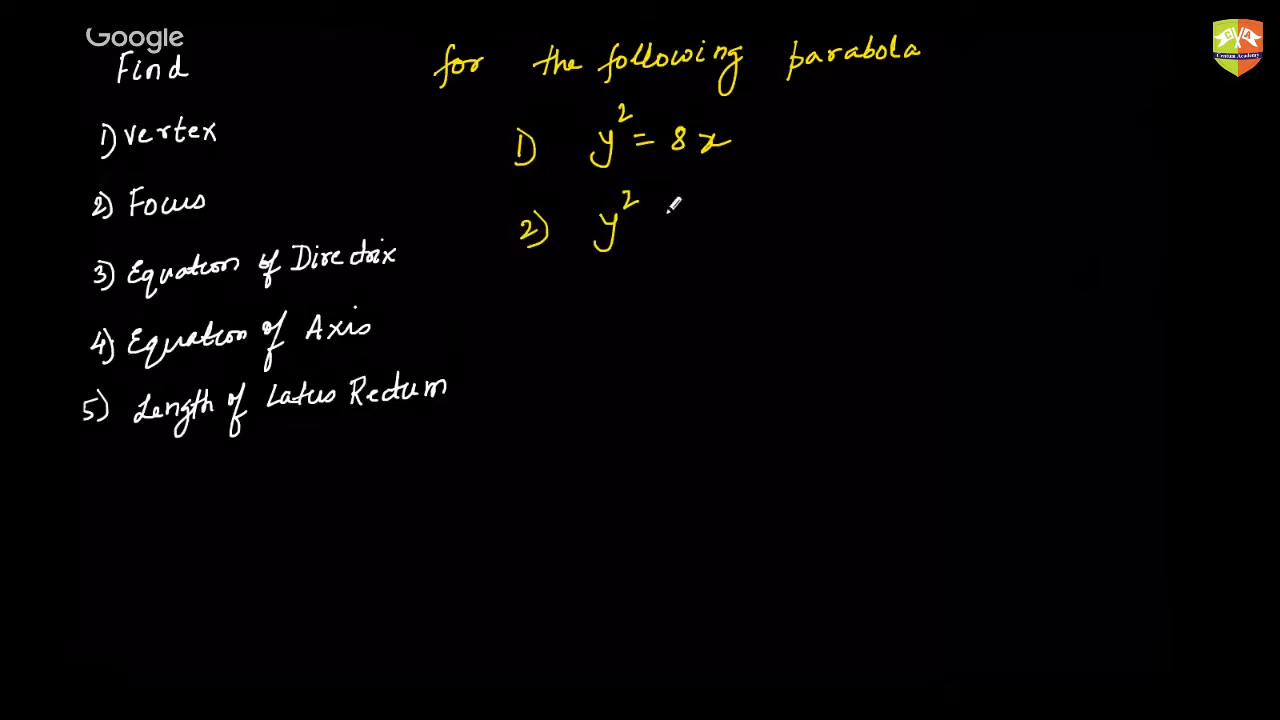 Google
Find for the following parabola
1) Vertex
1) y² = 8x
2) Focus
2) y²
3) Equation of Directrix
4) Equation of Axis
5) Length of Latus Rectum